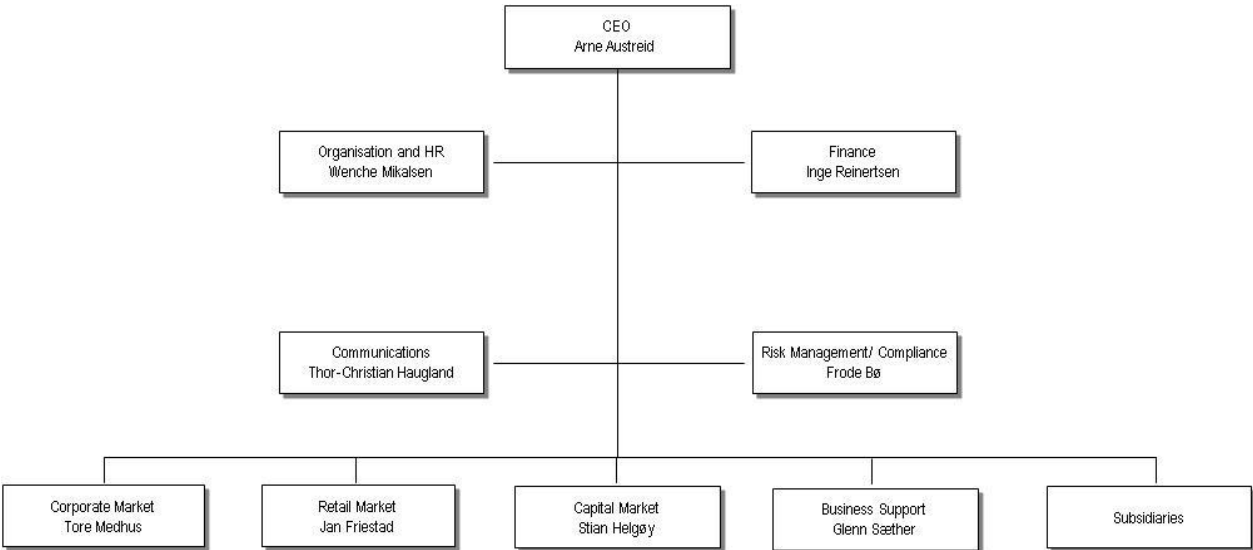 CEO
Arne Austreid
Organisation and HR
Wenche Mikalsen
Finance
Inge Reinertsen
Communications
Thor-Christian Haugland
Risk Management/ Compliance
Frode Bø
Corporate Market
Tore Medhus
Retail Market
Jan Friestad
Capital Market
Stian Helgøy
Business Support
Glenn Sæther
Subsidiaries